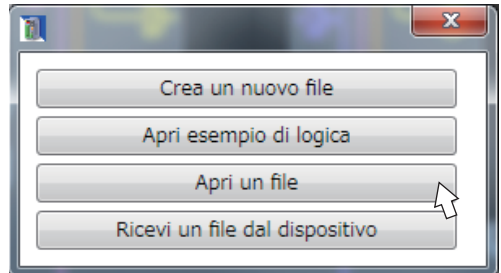 Crea un nuovo file
Apri esempio di logica
Apri un file
Ricevi un file dal dispositivo